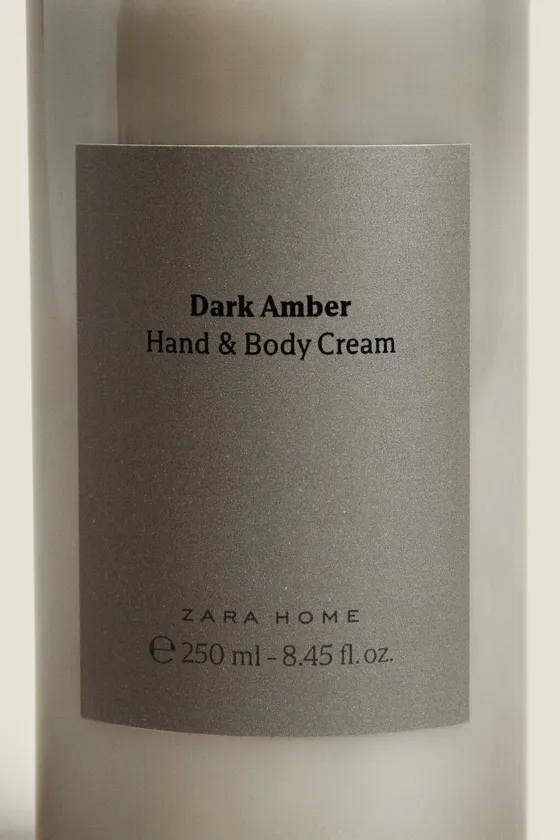 Dark Amber
Hand & Body Cream
ZARA HOME
℮ 250 ml - 8.45 fl. oz.